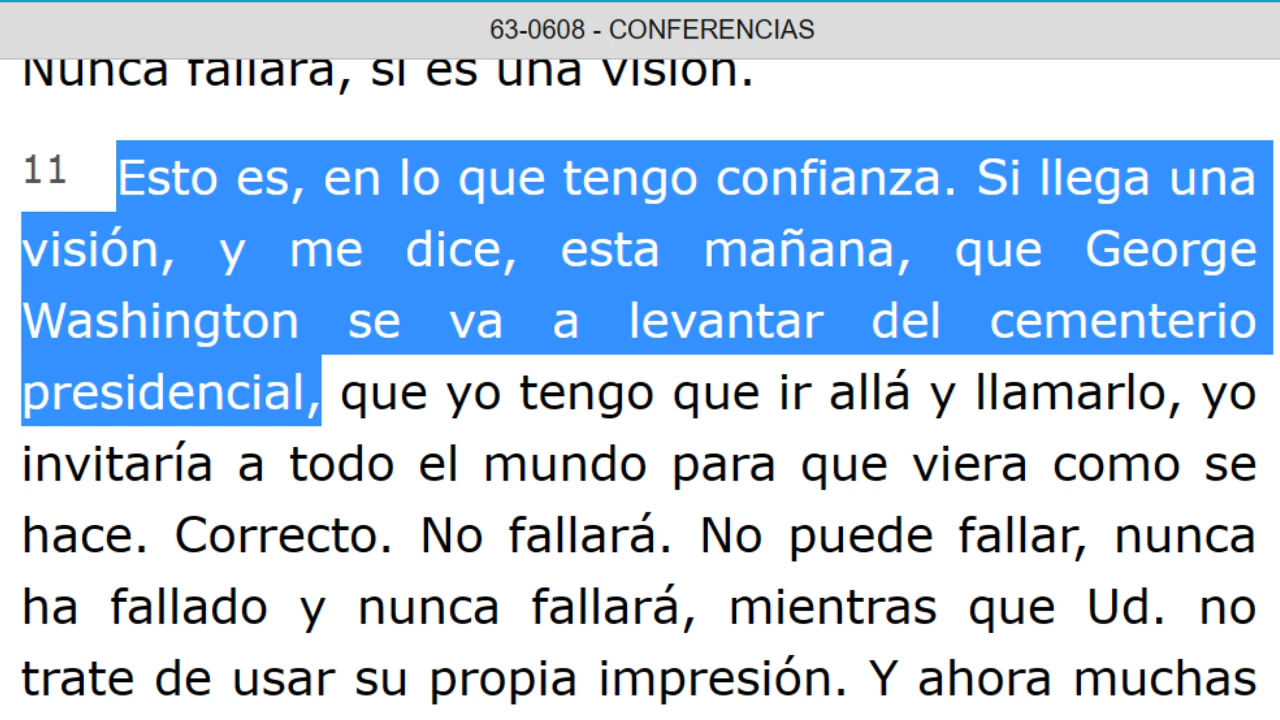 63-0608 - CONFERENCIAS
Nunca fallará, si es una visión.
11 Esto es, en lo que tengo confianza. Si llega una
visión, y me dice, esta mañana, que George
Washington se va a levantar del cementerio
presidencial, que yo tengo que ir allá y llamarlo, yo
invitaría a todo el mundo para que viera como se
hace. Correcto. No fallará. No puede fallar, nunca
ha fallado y nunca fallará, mientras que Ud. no
trate de usar su propia impresión. Y ahora muchas